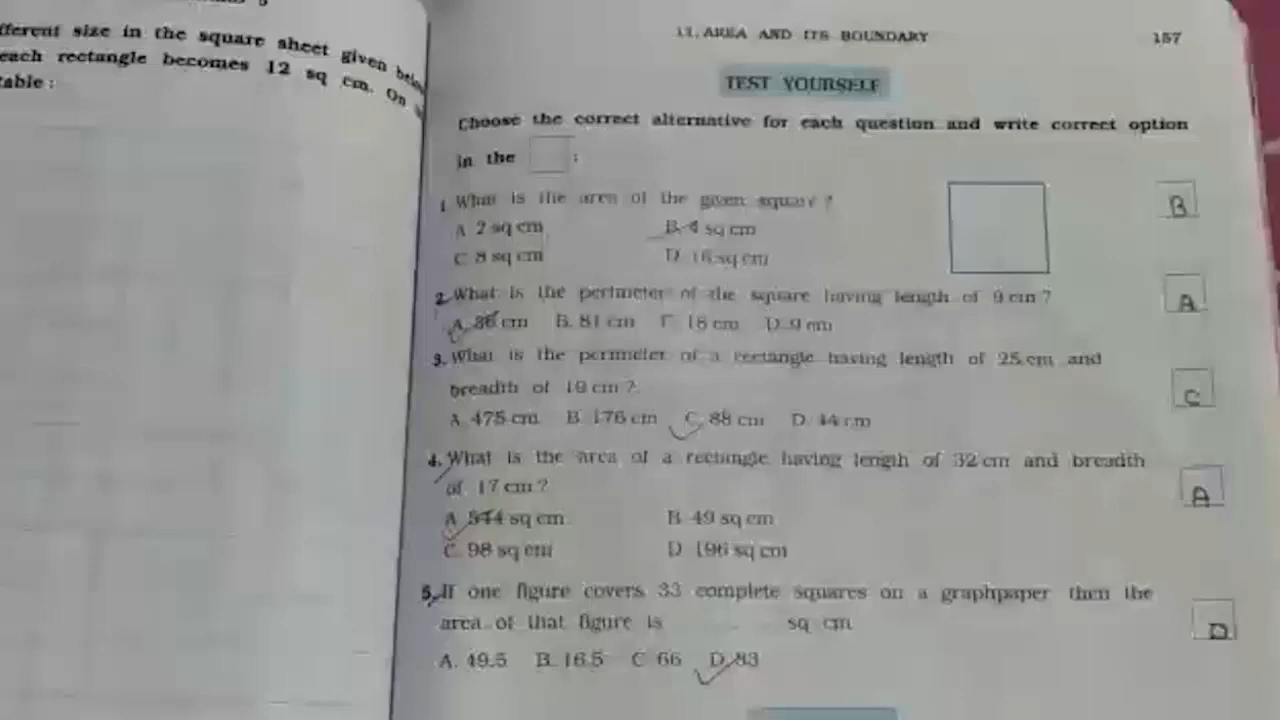 fferent size in the square sheet given below
each rectangle becomes 12 sq cm. On
table :
11. AREA AND ITS BOUNDARY 157
TEST YOURSELF
Choose the correct alternative for each question and write correct option
in the :
1. What is the area of the given square ? B
A. 2 sq cm B. 4 sq cm
C. 8 sq cm D. 16 sq cm
2. What is the perimeter of the square having length of 9 cm ? A
A. 36 cm B. 81 cm C. 18 cm D. 9 cm
3. What is the perimeter of a rectangle having length of 25 cm and
breadth of 19 cm ? C
A. 475 cm B. 176 cm C. 88 cm D. 44 cm
4. What is the area of a rectangle having length of 32 cm and breadth
of 17 cm ? A
A. 544 sq cm B. 49 sq cm
C. 98 sq cm D. 196 sq cm
5. If one figure covers 33 complete squares on a graphpaper then the
area of that figure is sq cm D
A. 49.5 B. 16.5 C. 66 D. 33